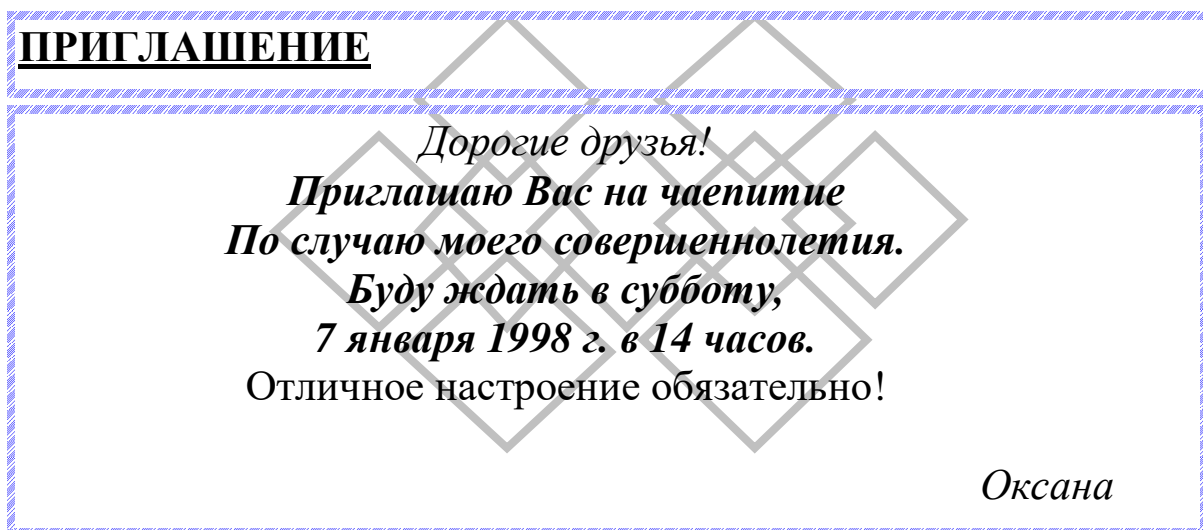 ПРИГЛАШЕНИЕ
Дорогие друзья!
Приглашаю Вас на чаепитие
По случаю моего совершеннолетия.
Буду ждать в субботу,
7 января 1998 г. в 14 часов.
Отличное настроение обязательно!
Оксана